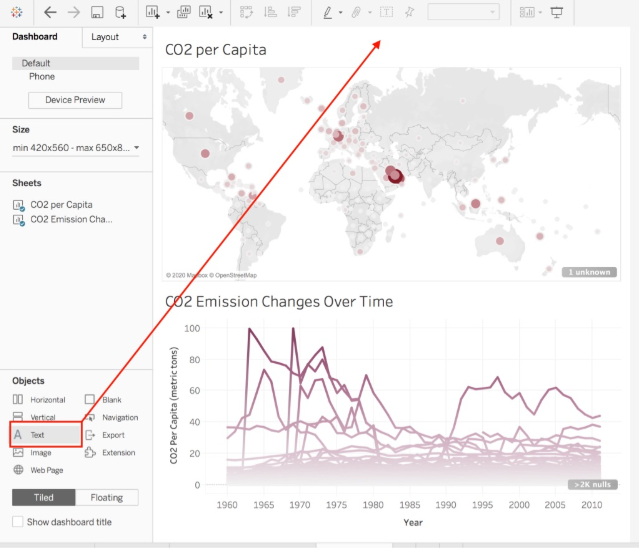 Dashboard
Layout
Default
Phone
Device Preview
Size
min 420x560 - max 650x8...
Sheets
CO2 per Capita
CO2 Emission Cha...
Objects
Horizontal
Blank
Vertical
Navigation
A Text
Export
Image
Extension
Web Page
Tiled
Floating
Show dashboard title
T
CO2 per Capita
© 2020 Mapbox © OpenStreetMap
1 unknown
CO2 Emission Changes Over Time
CO2 Per Capita (metric tons)
100
80
60
40
20
0
>2K nulls
1960 1965 1970 1975 1980 1985 1990 1995 2000 2005 2010
Year